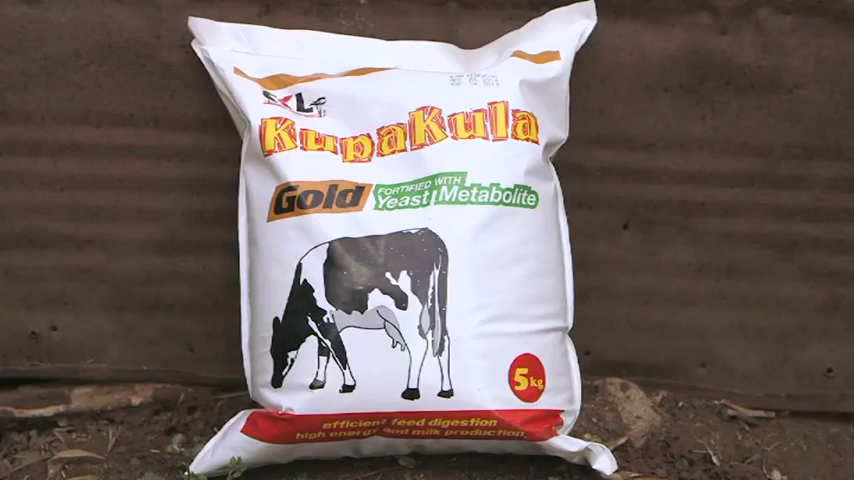 KupaKula
Gold FORTIFIED WITH
Yeast Metabolite
5kg
efficient feed digestion
high energy and milk production